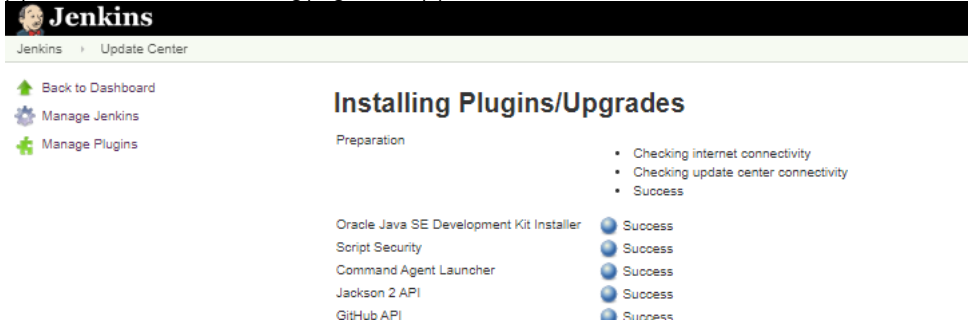 Jenkins
Jenkins › Update Center
Back to Dashboard
Manage Jenkins
Manage Plugins
Installing Plugins/Upgrades
Preparation
• Checking internet connectivity
• Checking update center connectivity
• Success
Oracle Java SE Development Kit Installer Success
Script Security Success
Command Agent Launcher Success
Jackson 2 API Success
GitHub API Success